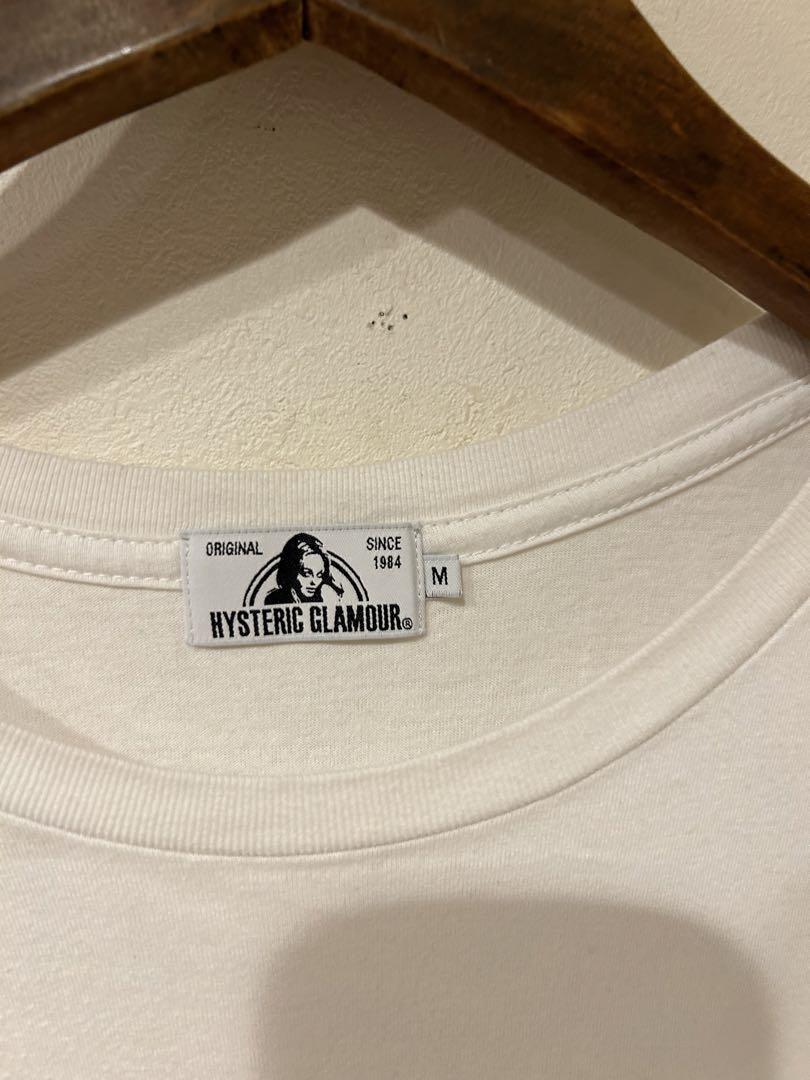 ORIGINAL
SINCE
1984
HYSTERIC GLAMOUR®
M